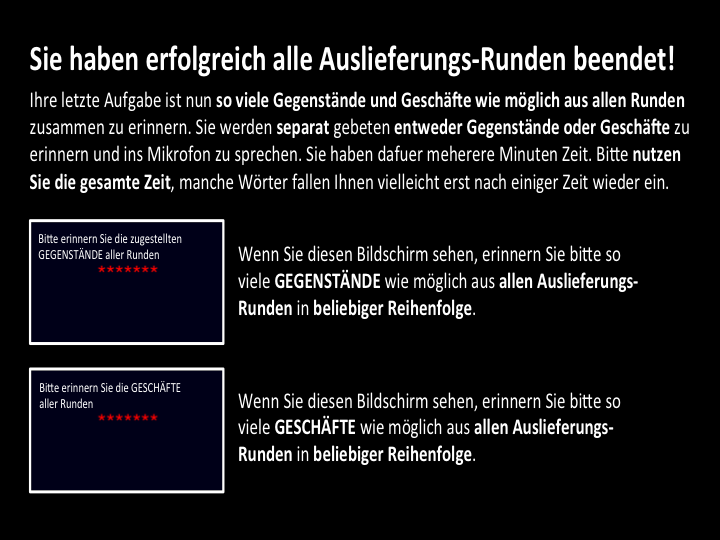 Sie haben erfolgreich alle Auslieferungs-Runden beendet!
Ihre letzte Aufgabe ist nun so viele Gegenstände und Geschäfte wie möglich aus allen Runden
zusammen zu erinnern. Sie werden separat gebeten entweder Gegenstände oder Geschäfte zu
erinnern und ins Mikrofon zu sprechen. Sie haben dafuer meherere Minuten Zeit. Bitte nutzen
Sie die gesamte Zeit, manche Wörter fallen Ihnen vielleicht erst nach einiger Zeit wieder ein.
Bitte erinnern Sie die zugestellten
GEGENSTÄNDE aller Runden
*******
Wenn Sie diesen Bildschirm sehen, erinnern Sie bitte so
viele GEGENSTÄNDE wie möglich aus allen Auslieferungs-
Runden in beliebiger Reihenfolge.
Bitte erinnern Sie die GESCHÄFTE
aller Runden
*******
Wenn Sie diesen Bildschirm sehen, erinnern Sie bitte so
viele GESCHÄFTE wie möglich aus allen Auslieferungs-
Runden in beliebiger Reihenfolge.